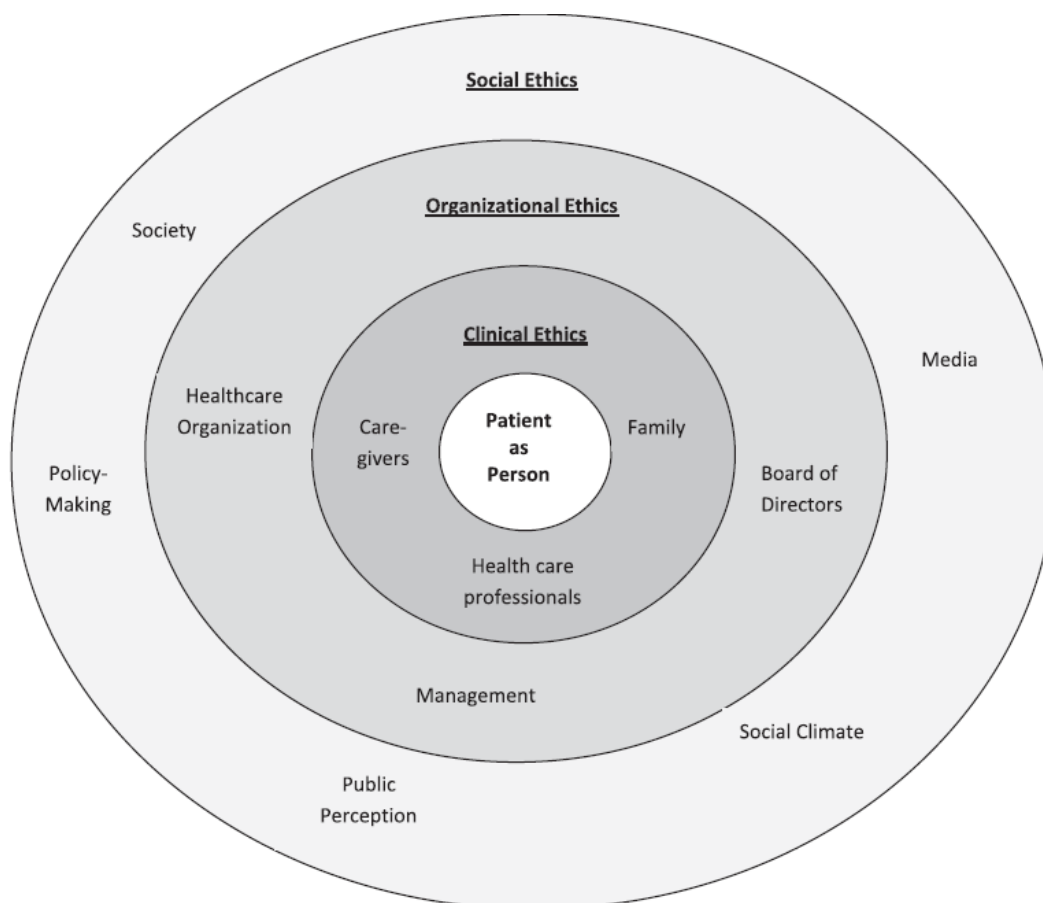 Social Ethics
Organizational Ethics
Society
Clinical Ethics
Media
Healthcare
Organization
Care-
givers
Patient
as
Person
Family
Policy-
Making
Board of
Directors
Health care
professionals
Management
Social Climate
Public
Perception